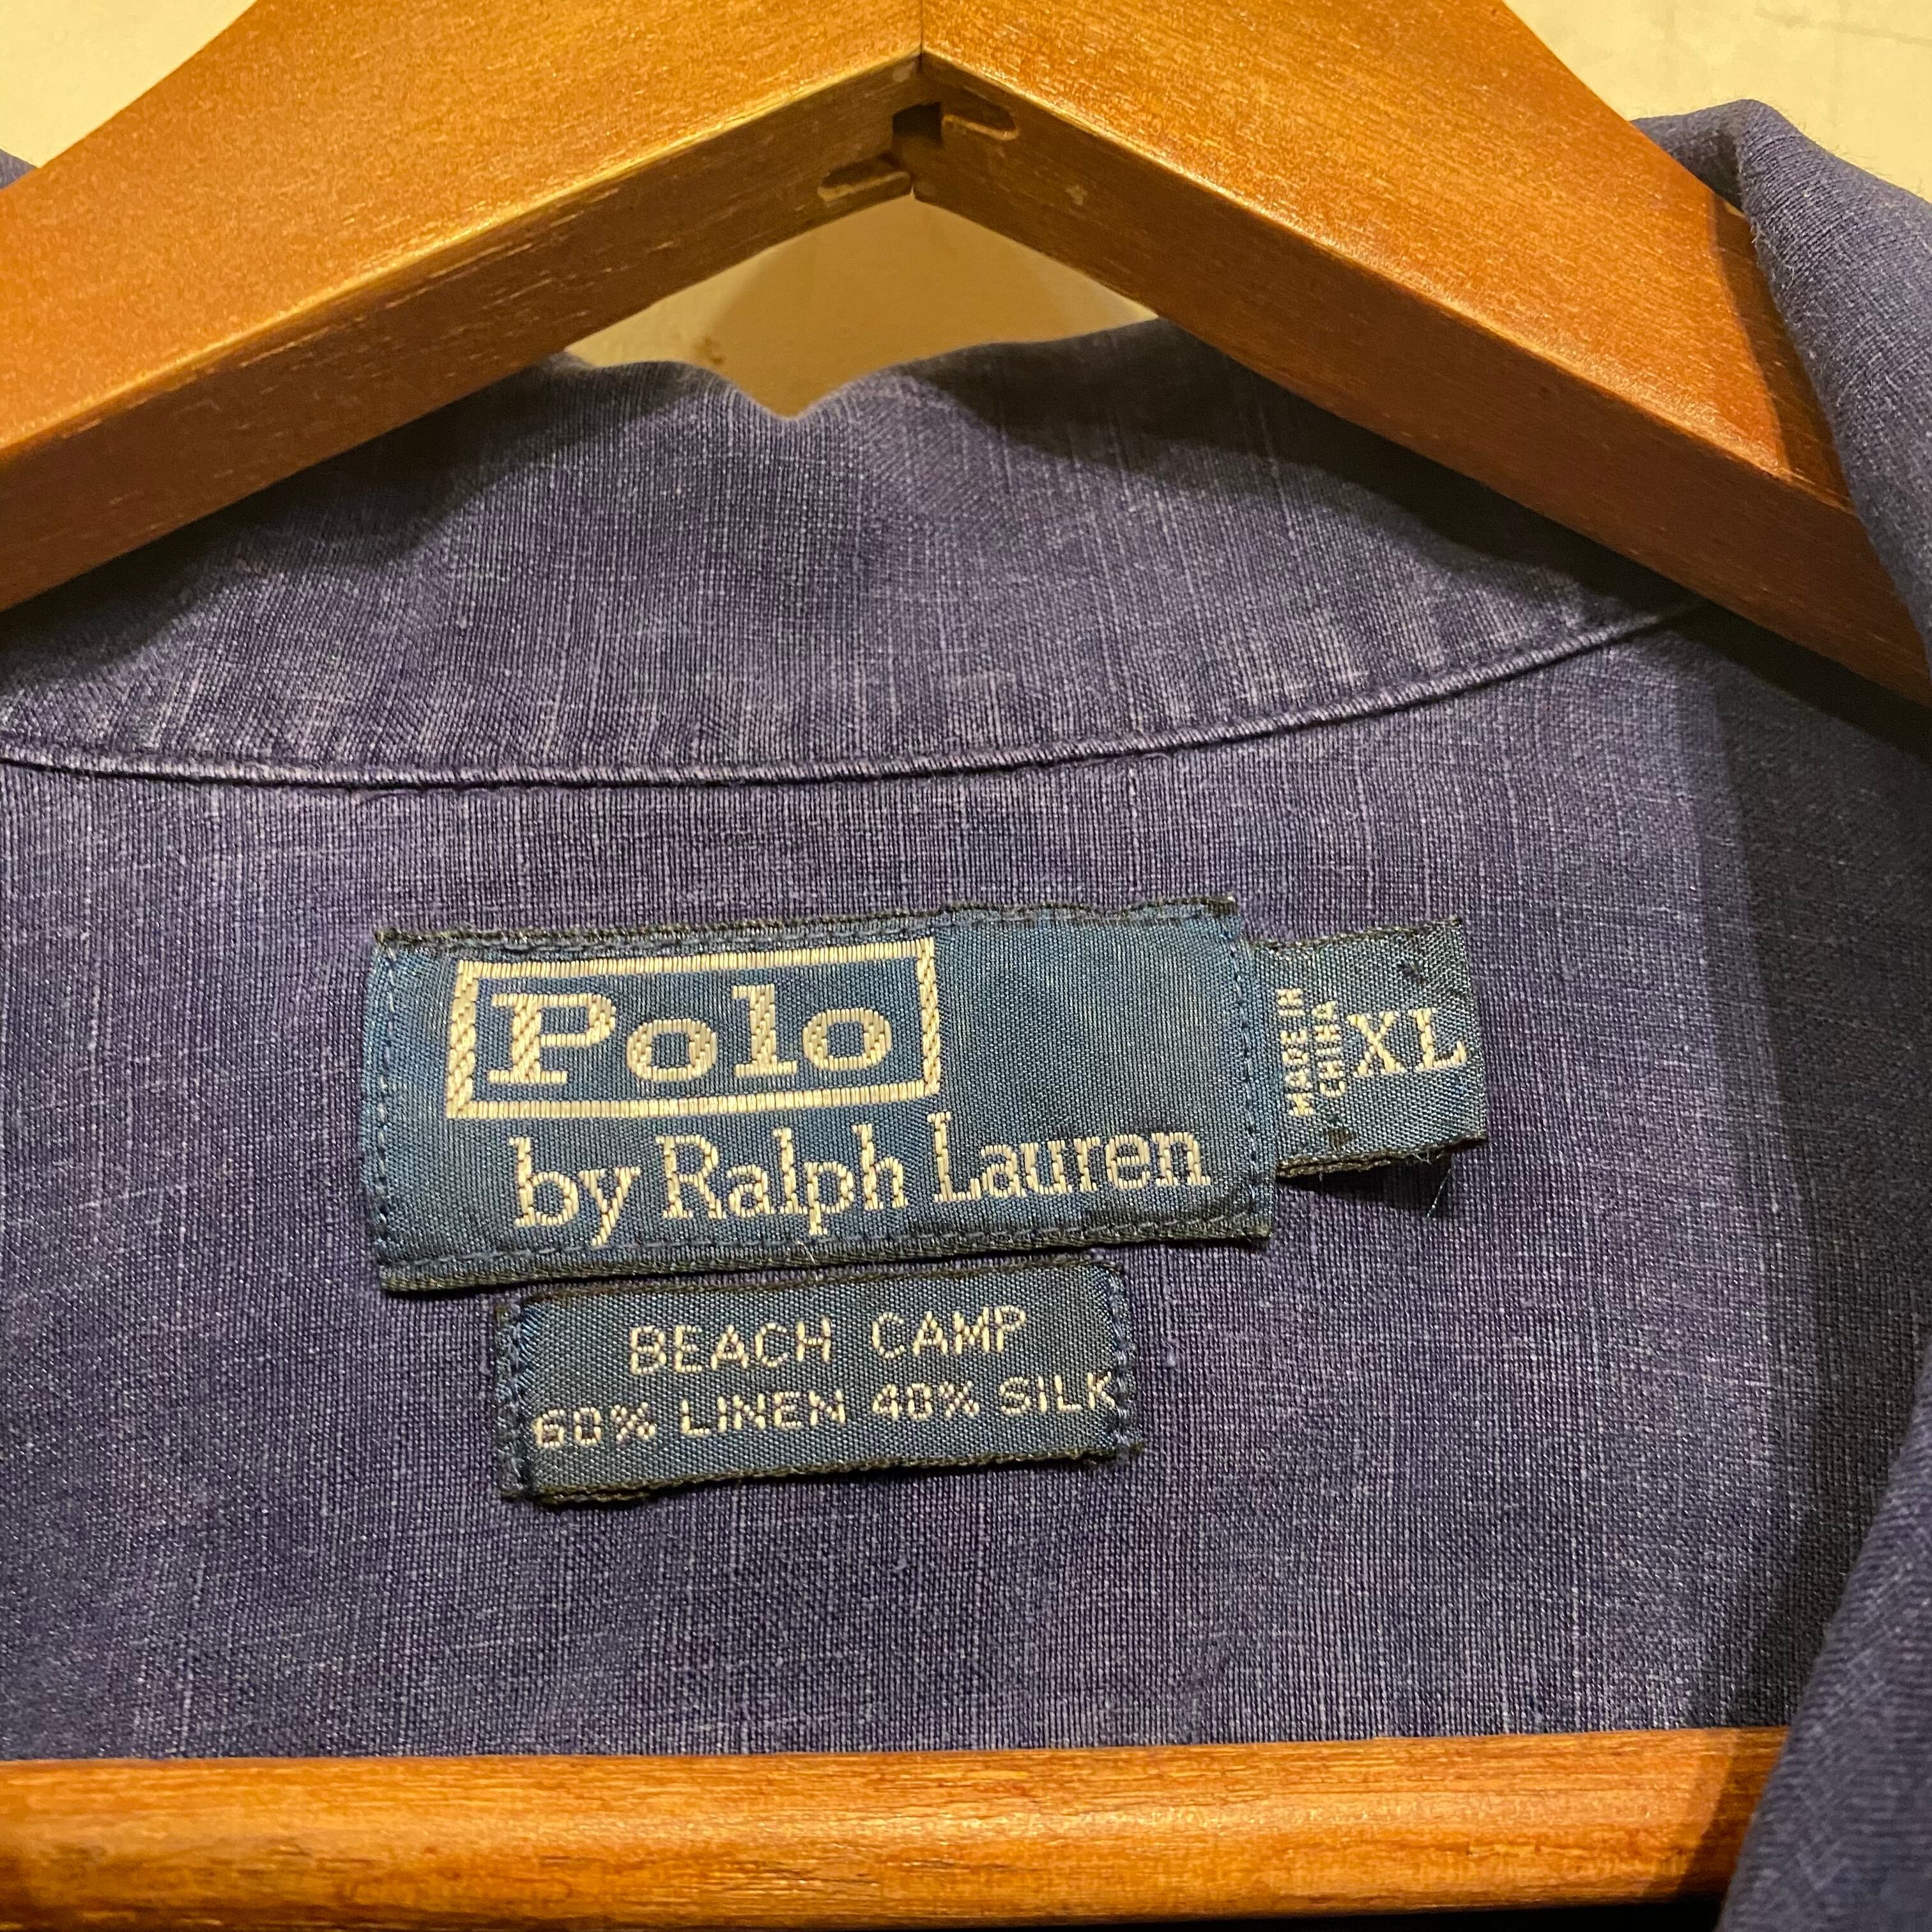 Polo
by Ralph Lauren
MADE IN
CHINA
XL
BEACH CAMP
60% LINEN 40% SILK